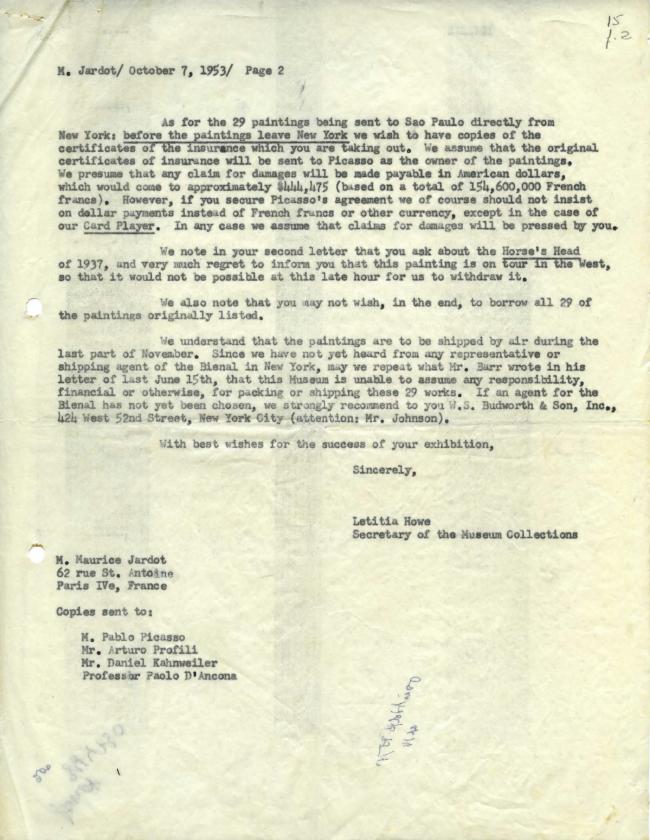 15
p.2
M. Jardot/ October 7, 1953/ Page 2
As for the 29 paintings being sent to Sao Paulo directly from
New York: before the paintings leave New York we wish to have copies of the
certificates of the insurance which you are taking out. We assume that the original
certificates of insurance will be sent to Picasso as the owner of the paintings.
We presume that any claim for damages will be made payable in American dollars,
which would come to approximately $444,475 (based on a total of 154,600,000 French
francs). However, if you secure Picasso's agreement we of course should not insist
on dollar payments instead of French francs or other currency, except in the case of
our Card Player. In any case we assume that claims for damages will be pressed by you.
We note in your second letter that you ask about the Horse's Head
of 1937, and very much regret to inform you that this painting is on tour in the West,
so that it would not be possible at this late hour for us to withdraw it.
We also note that you may not wish, in the end, to borrow all 29 of
the paintings originally listed.
We understand that the paintings are to be shipped by air during the
last part of November. Since we have not yet heard from any representative or
shipping agent of the Bienal in New York, may we repeat what Mr. Barr wrote in his
letter of last June 15th, that this Museum is unable to assume any responsibility,
financial or otherwise, for packing or shipping these 29 works. If an agent for the
Bienal has not yet been chosen, we strongly recommend to you W.S. Budworth & Son, Inc.,
424 West 52nd Street, New York City (attention: Mr. Johnson).
With best wishes for the success of your exhibition,
Sincerely,
Letitia Howe
Secretary of the Museum Collections
M. Maurice Jardot
62 rue St. Antoine
Paris IVe, France
Copies sent to:
M. Pablo Picasso
Mr. Arturo Profili
Mr. Daniel Kahnweiler
Professor Paolo D'Ancona